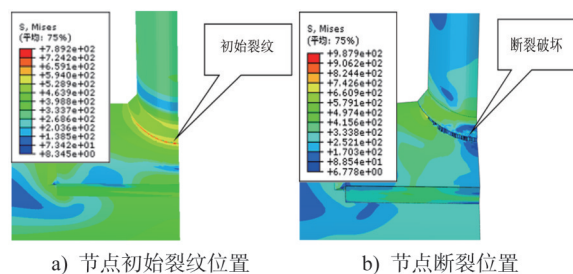 S, Mises
(平均: 75%)
+7.892e+02
+7.242e+02
+6.591e+02
+5.940e+02
+5.289e+02
+4.639e+02
+3.988e+02
+3.337e+02
+2.686e+02
+2.036e+02
+1.385e+02
+7.342e+01
+8.345e+00
初始裂纹
S, Mises
(平均: 75%)
+9.879e+02
+9.062e+02
+8.244e+02
+7.426e+02
+6.609e+02
+5.791e+02
+4.974e+02
+4.156e+02
+3.338e+02
+2.521e+02
+1.703e+02
+8.854e+01
+6.778e+00
断裂破坏
a) 节点初始裂纹位置
b) 节点断裂位置